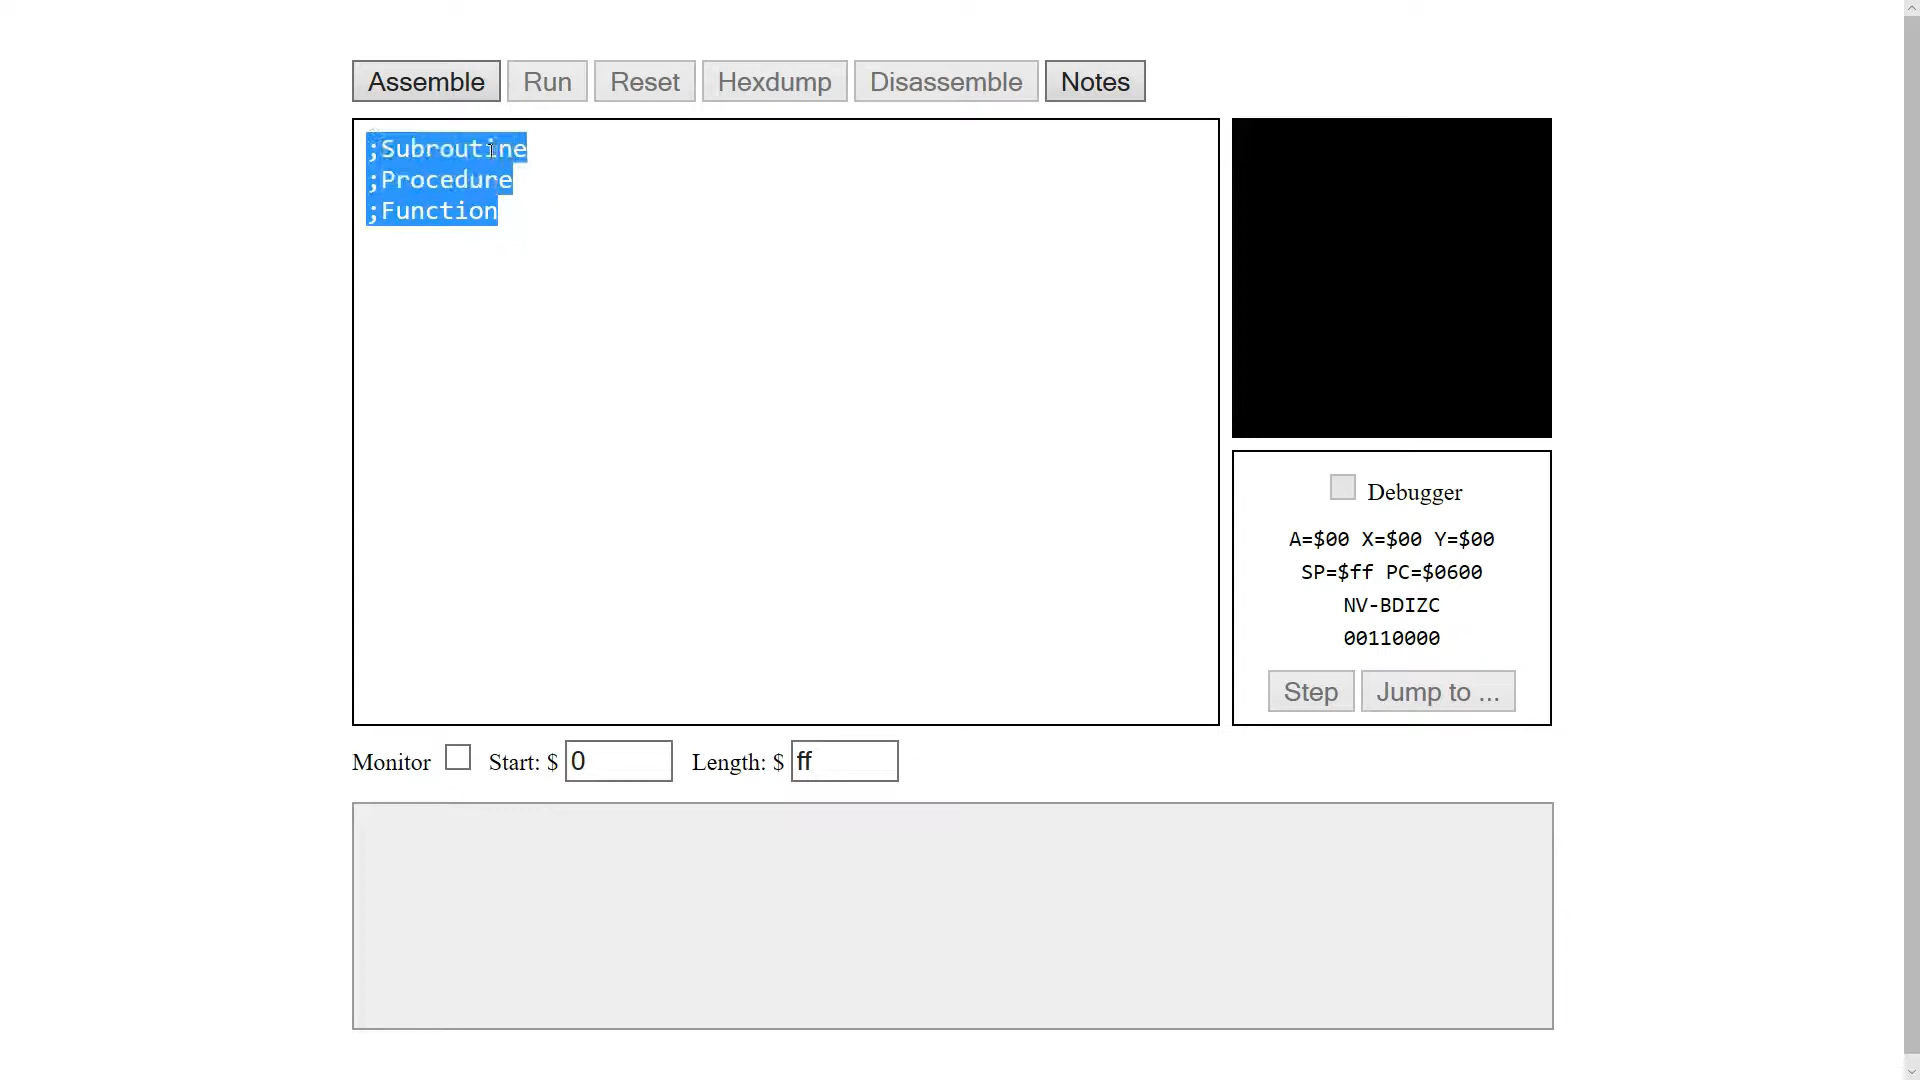 Assemble Run Reset Hexdump Disassemble Notes
;Subroutine
;Procedure
;Function
Debugger
A=$00 X=$00 Y=$00
SP=$ff PC=$0600
NV-BDIZC
00110000
Step Jump to ...
Monitor Start: $ 0 Length: $ ff